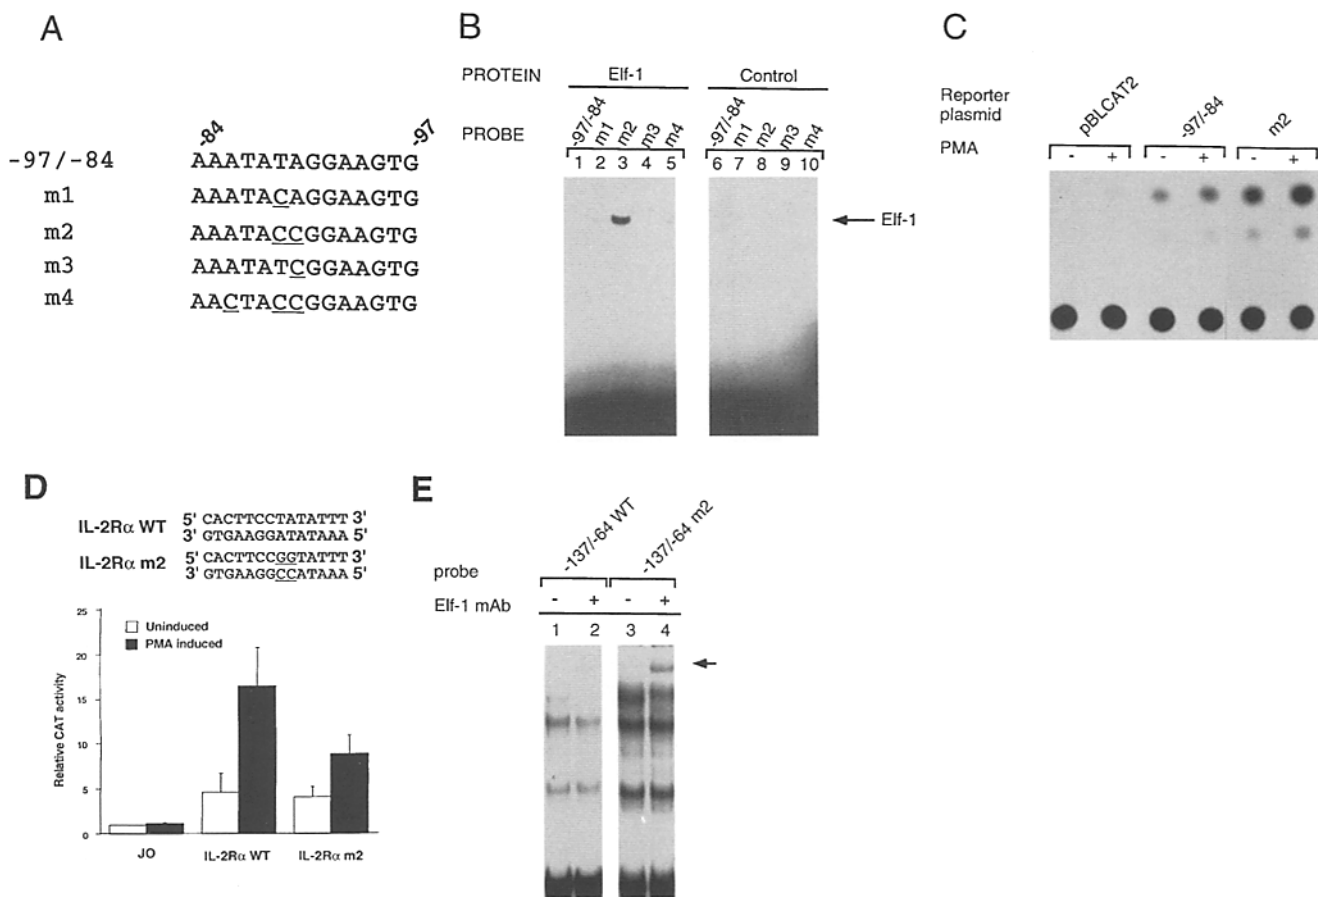 A
-84 -97
-97/-84 AAATATAGGAAGTG
m1 AAATACAGGAAGTG
m2 AAATACCGGAAGTG
m3 AAATATCGGAAGTG
m4 AACTACCGGAAGTG
B
PROTEIN Elf-1 Control
PROBE -97/-84 m1 m2 m3 m4 -97/-84 m1 m2 m3 m4
1 2 3 4 5 6 7 8 9 10
Elf-1
C
Reporter plasmid pBLCAT2 -97/-84 m2
PMA - + - + - +
D
IL-2Rα WT 5' CACTTCCTATATTT 3'
3' GTGAAGGATATAAA 5'
IL-2Rα m2 5' CACTTCCGGTATTT 3'
3' GTGAAGGCCATAAA 5'
Relative CAT activity
25
20
15
10
5
0
Uninduced
PMA induced
JO IL-2Rα WT IL-2Rα m2
E
probe -137/-64 WT -137/-64 m2
Elf-1 mAb - + - +
1 2 3 4